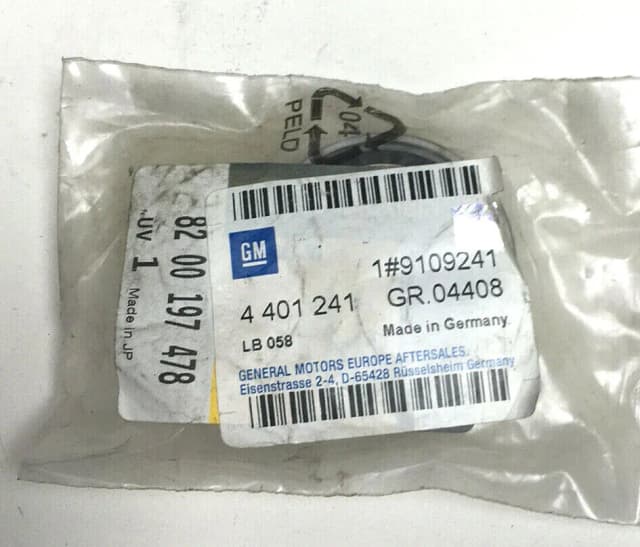 04
PELD
GM
1#9109241
4 401 241 GR.04408
LB 058 Made in Germany
GENERAL MOTORS EUROPE AFTERSALES.
Eisenstrasse 2-4, D-65428 Rüsselsheim Germany
82 00 197 478
UV 1
Made in JP